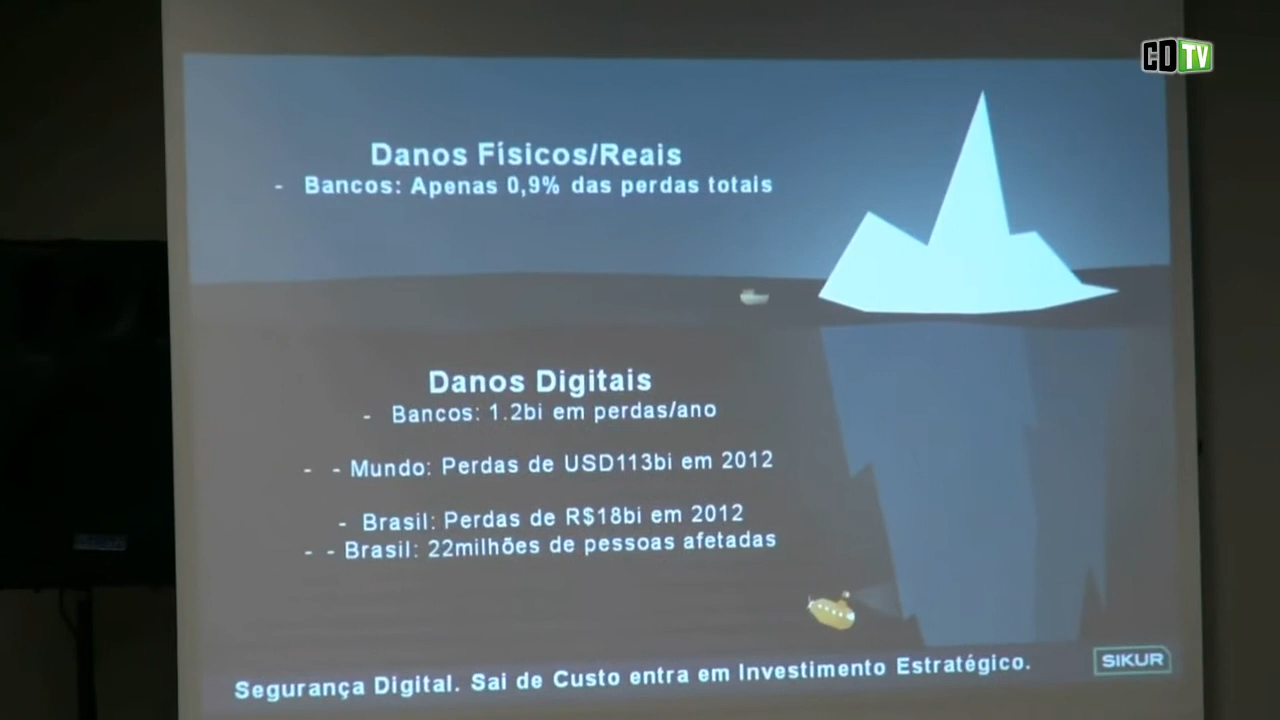 CD TV
Danos Físicos/Reais
- Bancos: Apenas 0,9% das perdas totais
Danos Digitais
- Bancos: 1.2bi em perdas/ano
- - Mundo: Perdas de USD113bi em 2012
- Brasil: Perdas de R$18bi em 2012
- - Brasil: 22milhões de pessoas afetadas
Segurança Digital. Sai de Custo entra em Investimento Estratégico.
SIKUR